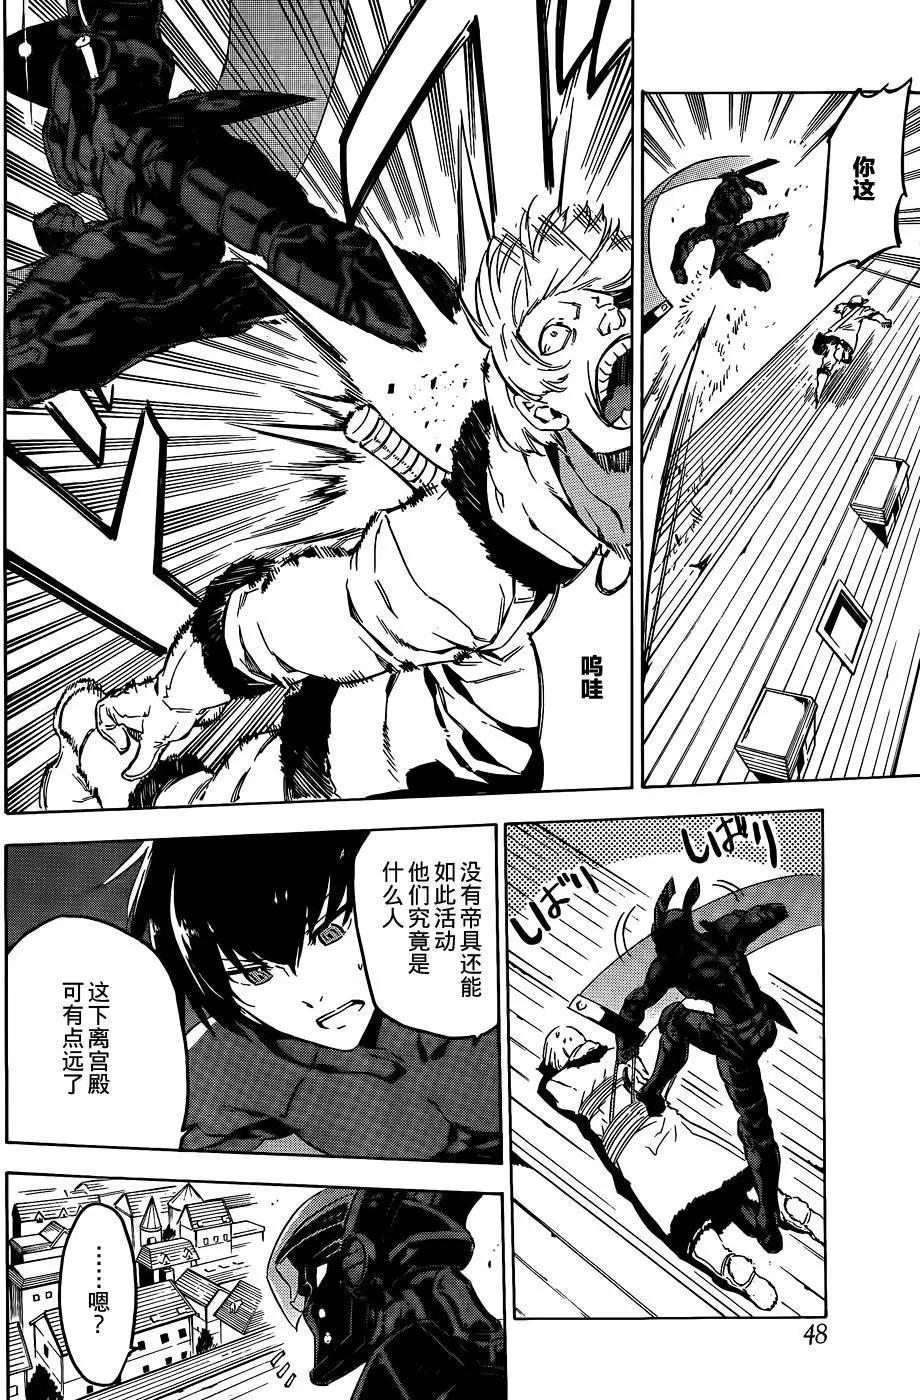 你这
呜哇
しばり
しばり
没有帝具还能
如此活动
他们究竟是
什么人
这下离宫殿
可有点远了
……嗯?
48